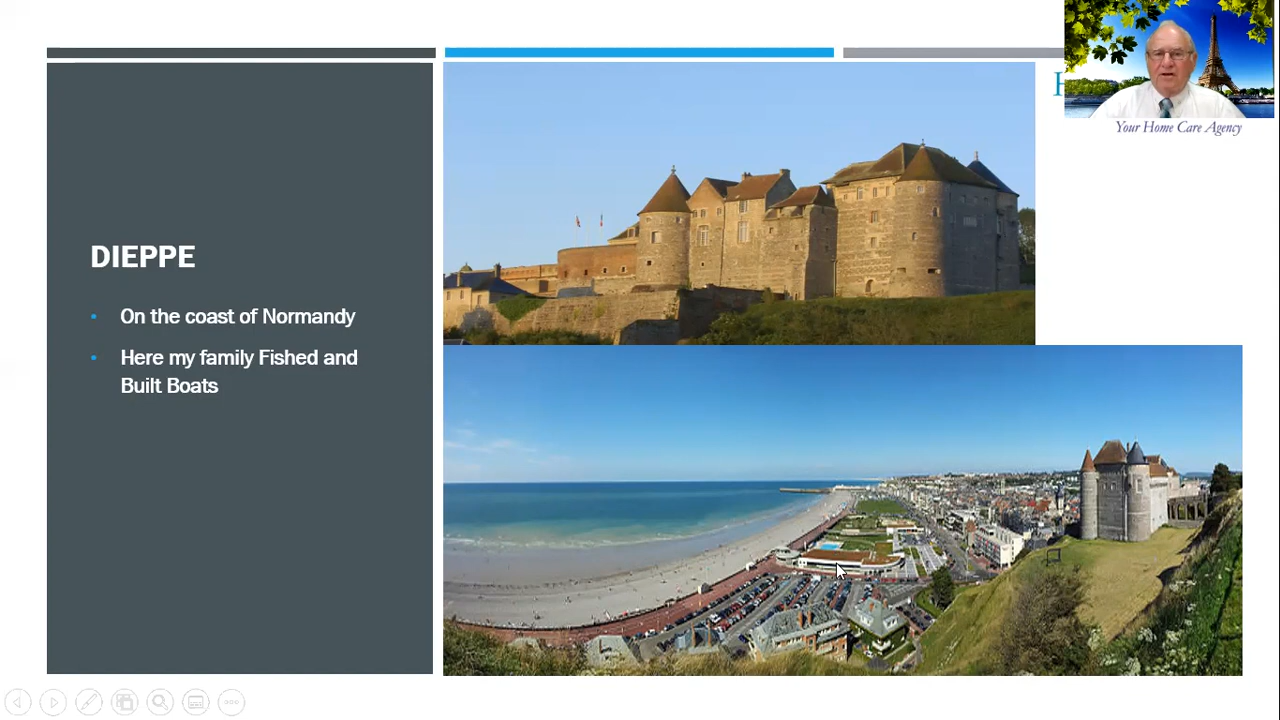 DIEPPE
On the coast of Normandy
Here my family Fished and
Built Boats
Your Home Care Agency